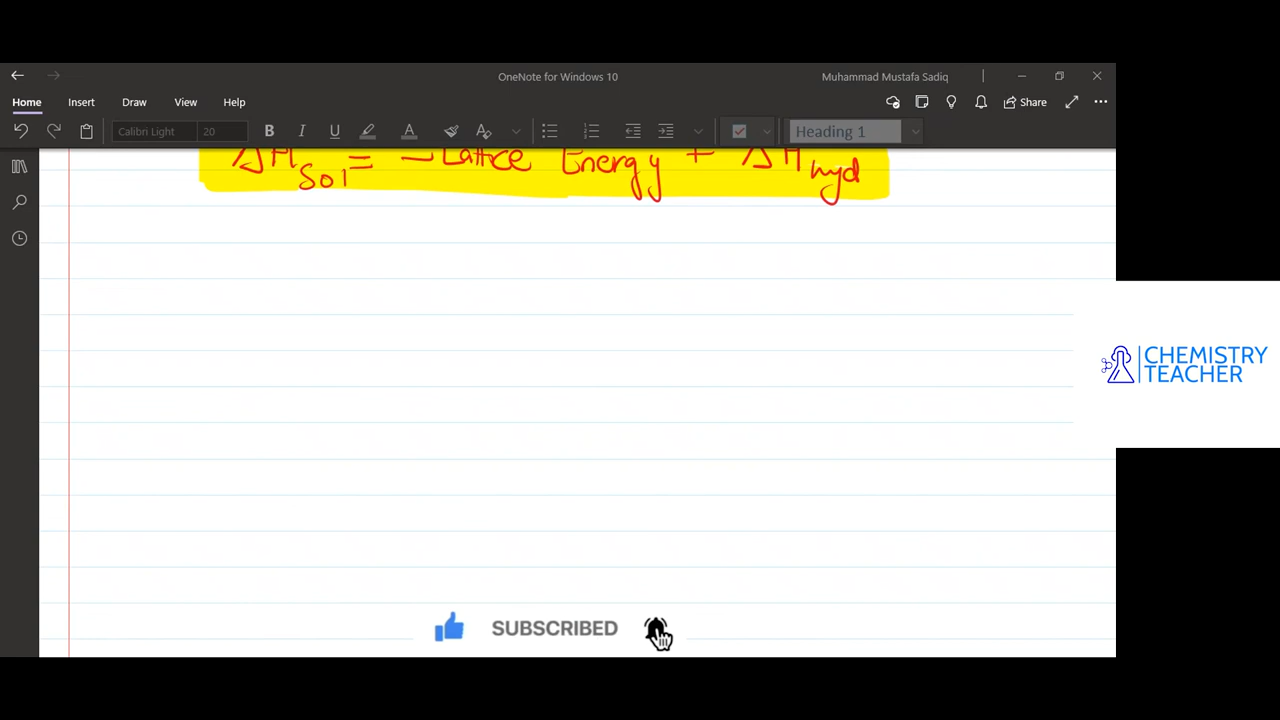 OneNote for Windows 10
Muhammad Mustafa Sadiq
Home Insert Draw View Help
Share
Calibri Light 20 B I U A Heading 1
ΔH sol = - Lattice Energy + ΔH hyd
CHEMISTRY
TEACHER
SUBSCRIBED